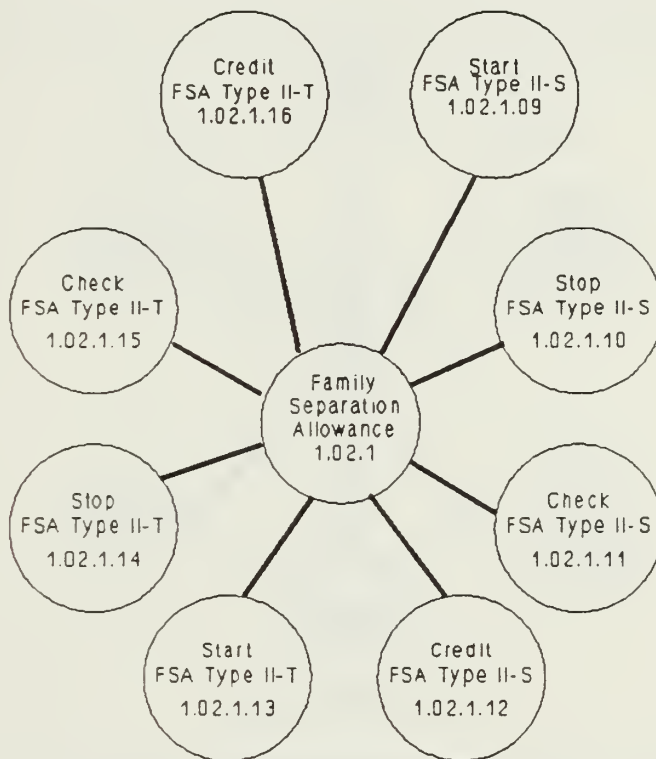 Credit
FSA Type II-T
1.02.1.16
Start
FSA Type II-S
1.02.1.09
Check
FSA Type II-T
1.02.1.15
Stop
FSA Type II-S
1.02.1.10
Family
Separation
Allowance
1.02.1
Stop
FSA Type II-T
1.02.1.14
Check
FSA Type II-S
1.02.1.11
Start
FSA Type II-T
1.02.1.13
Credit
FSA Type II-S
1.02.1.12